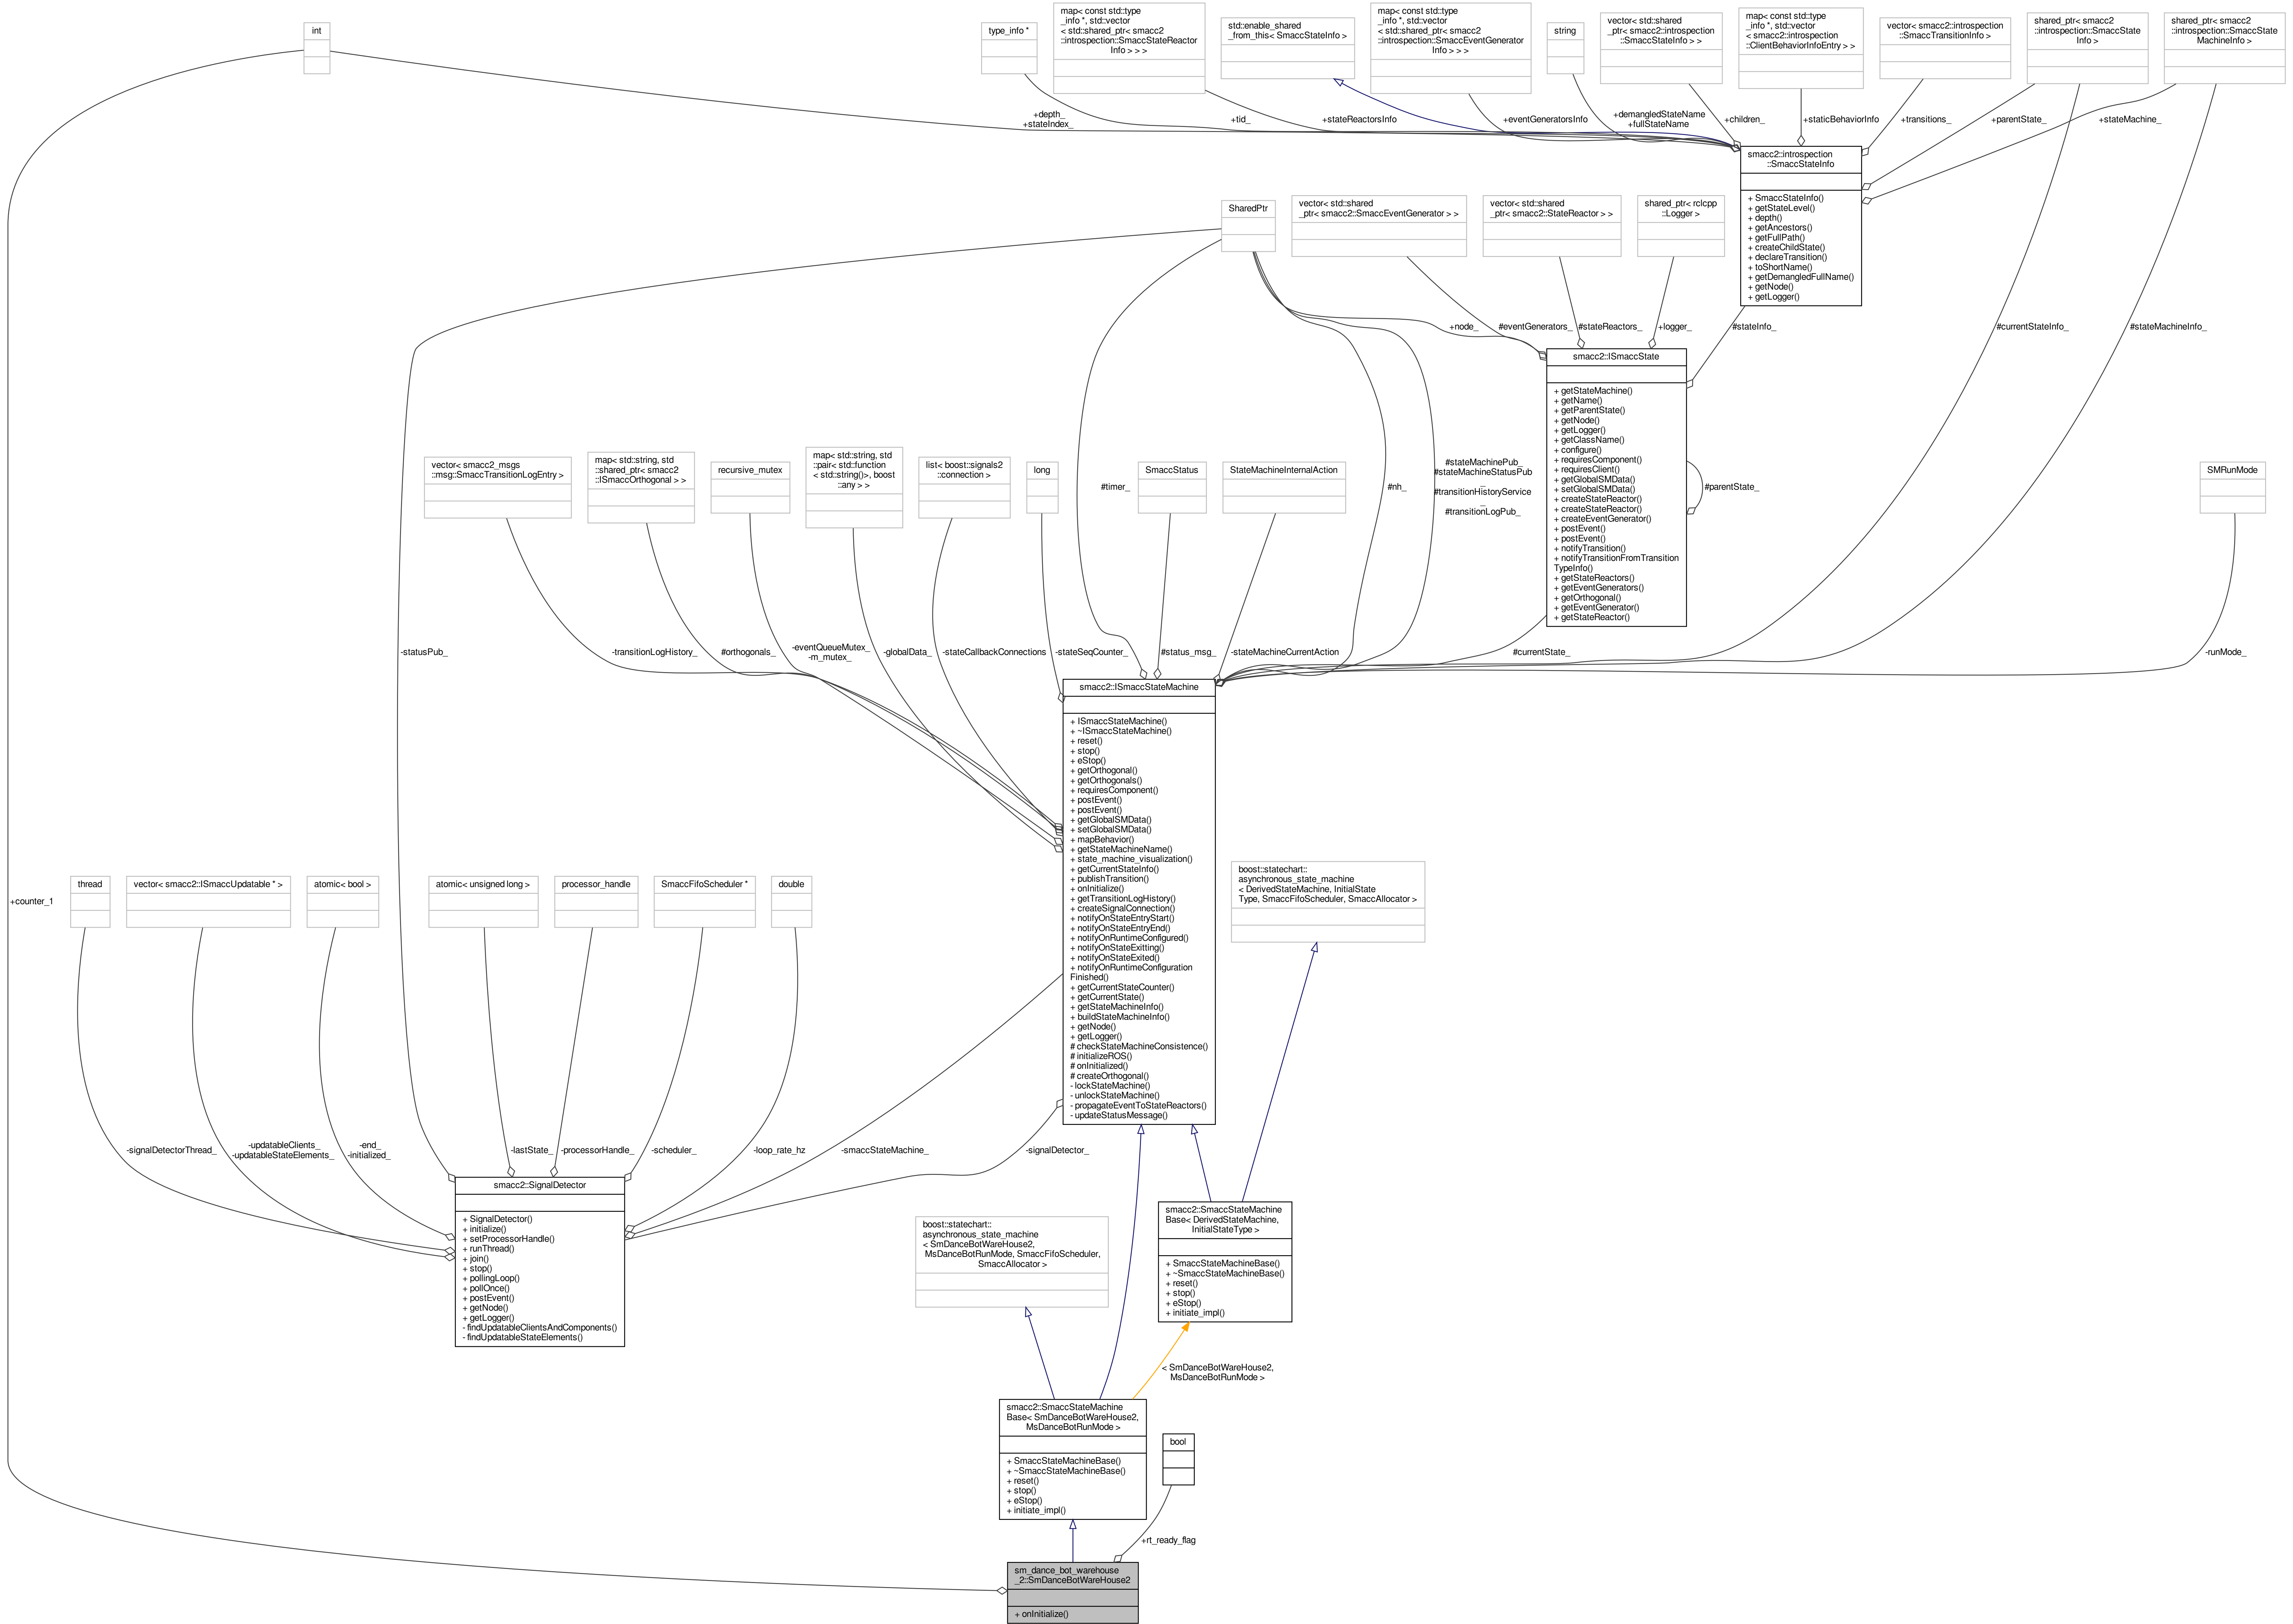 int
type_info *
map< const std::type
_info *, std::vector
< std::shared_ptr< smacc2
::introspection::SmaccStateReactor
Info > > >
std::enable_shared
_from_this< SmaccStateInfo >
map< const std::type
_info *, std::vector
< std::shared_ptr< smacc2
::introspection::SmaccEventGenerator
Info > > >
string
vector< std::shared
_ptr< smacc2::introspection
::SmaccStateInfo > >
map< const std::type
_info *, std::vector
< smacc2::introspection
::ClientBehaviorInfoEntry > >
vector< smacc2::introspection
::SmaccTransitionInfo >
shared_ptr< smacc2
::introspection::SmaccState
Info >
shared_ptr< smacc2
::introspection::SmaccState
MachineInfo >
+depth_
+stateIndex_
+tid_
+stateReactorsInfo
+eventGeneratorsInfo
+demangledStateName
+fullStateName
+children_
+staticBehaviorInfo
+transitions_
+parentState_
+stateMachine_
smacc2::introspection
::SmaccStateInfo
+ SmaccStateInfo()
+ getStateLevel()
+ depth()
+ getAncestors()
+ getFullPath()
+ createChildState()
+ declareTransition()
+ toShortName()
+ getDemangledFullName()
+ getNode()
+ getLogger()
SharedPtr
vector< std::shared
_ptr< smacc2::SmaccEventGenerator > >
vector< std::shared
_ptr< smacc2::StateReactor > >
shared_ptr< rclcpp
::Logger >
+node_
#eventGenerators_
#stateReactors_
+logger_
#stateInfo_
#currentStateInfo_
#stateMachineInfo_
smacc2::ISmaccState
+ getStateMachine()
+ getName()
+ getParentState()
+ getNode()
+ getLogger()
+ getClassName()
+ configure()
+ requiresComponent()
+ requiresClient()
+ getGlobalSMData()
+ setGlobalSMData()
+ createStateReactor()
+ createStateReactor()
+ createEventGenerator()
+ postEvent()
+ postEvent()
+ notifyTransition()
+ notifyTransitionFromTransition
TypeInfo()
+ getStateReactors()
+ getEventGenerators()
+ getOrthogonal()
+ getEventGenerator()
+ getStateReactor()
#parentState_
vector< smacc2_msgs
::msg::SmaccTransitionLogEntry >
map< std::string, std
::shared_ptr< smacc2
::ISmaccOrthogonal > >
recursive_mutex
map< std::string, std
::pair< std::function
< std::string()>, boost
::any > >
list< boost::signals2
::connection >
long
SmaccStatus
StateMachineInternalAction
SMRunMode
#timer_
#nh_
#stateMachinePub_
#stateMachineStatusPub
_
#transitionHistoryService
_
#transitionLogPub_
-statusPub_
-transitionLogHistory_
#orthogonals_
-eventQueueMutex_
-m_mutex_
-globalData_
-stateCallbackConnections
-stateSeqCounter_
#status_msg_
-stateMachineCurrentAction
#currentState_
-runMode_
smacc2::ISmaccStateMachine
+ ISmaccStateMachine()
+ ~ISmaccStateMachine()
+ reset()
+ stop()
+ eStop()
+ getOrthogonal()
+ getOrthogonals()
+ requiresComponent()
+ postEvent()
+ postEvent()
+ getGlobalSMData()
+ setGlobalSMData()
+ mapBehavior()
+ getStateMachineName()
+ state_machine_visualization()
+ getCurrentStateInfo()
+ publishTransition()
+ onInitialize()
+ getTransitionLogHistory()
+ createSignalConnection()
+ notifyOnStateEntryStart()
+ notifyOnStateEntryEnd()
+ notifyOnRuntimeConfigured()
+ notifyOnStateExitting()
+ notifyOnStateExited()
+ notifyOnRuntimeConfiguration
Finished()
+ getCurrentStateCounter()
+ getCurrentState()
+ getStateMachineInfo()
+ buildStateMachineInfo()
+ getNode()
+ getLogger()
# checkStateMachineConsistence()
# initializeROS()
# onInitialized()
# createOrthogonal()
- lockStateMachine()
- unlockStateMachine()
- propagateEventToStateReactors()
- updateStatusMessage()
boost::statechart::
asynchronous_state_machine
< DerivedStateMachine, InitialState
Type, SmaccFifoScheduler, SmaccAllocator >
+counter_1
thread
vector< smacc2::ISmaccUpdatable * >
atomic< bool >
atomic< unsigned long >
processor_handle
SmaccFifoScheduler *
double
-signalDetectorThread_
-updatableClients_
-updatableStateElements_
-end_
-initialized_
-lastState_
-processorHandle_
-scheduler_
-loop_rate_hz
-smaccStateMachine_
-signalDetector_
smacc2::SignalDetector
+ SignalDetector()
+ initialize()
+ setProcessorHandle()
+ runThread()
+ join()
+ stop()
+ pollingLoop()
+ pollOnce()
+ postEvent()
+ getNode()
+ getLogger()
- findUpdatableClientsAndComponents()
- findUpdatableStateElements()
boost::statechart::
asynchronous_state_machine
< SmDanceBotWareHouse2,
MsDanceBotRunMode, SmaccFifoScheduler,
SmaccAllocator >
smacc2::SmaccStateMachine
Base< DerivedStateMachine,
InitialStateType >
+ SmaccStateMachineBase()
+ ~SmaccStateMachineBase()
+ reset()
+ stop()
+ eStop()
+ initiate_impl()
< SmDanceBotWareHouse2,
MsDanceBotRunMode >
smacc2::SmaccStateMachine
Base< SmDanceBotWareHouse2,
MsDanceBotRunMode >
+ SmaccStateMachineBase()
+ ~SmaccStateMachineBase()
+ reset()
+ stop()
+ eStop()
+ initiate_impl()
bool
+rt_ready_flag
sm_dance_bot_warehouse
_2::SmDanceBotWareHouse2
+ onInitialize()